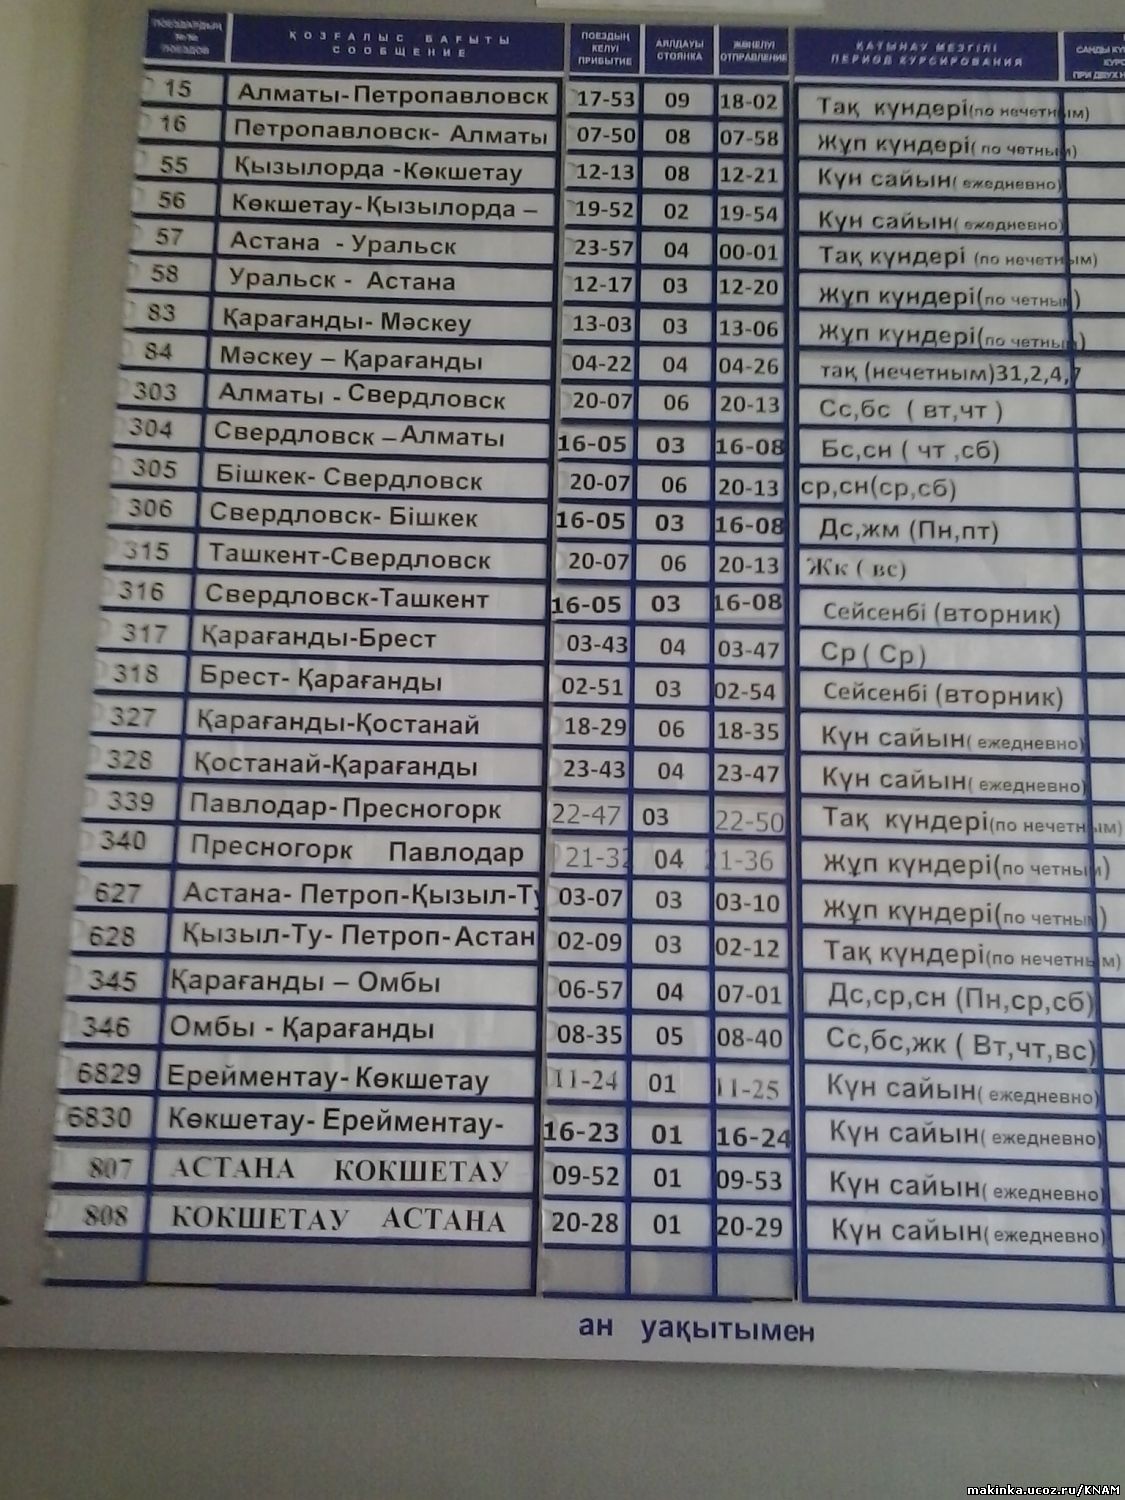 ПОЕЗДАРДЫҢ №№ ПОЕЗДОВ ҚОЗҒАЛЫС БАҒЫТЫ СООБЩЕНИЕ ПОЕЗДЫҢ КЕЛУІ ПРИБЫТИЕ АЯЛДАУЫ СТОЯНКА ЖӨНЕЛУІ ОТПРАВЛЕНИЕ ҚАТЫНАУ МЕЗГІЛІ ПЕРИОД КУРСИРОВАНИЯ
15 Алматы-Петропавловск 17-53 09 18-02 Тақ күндері(по нечетным)
16 Петропавловск- Алматы 07-50 08 07-58 Жұп күндері( по четным)
55 Қызылорда -Көкшетау 12-13 08 12-21 Күн сайын( ежедневно)
56 Көкшетау-Қызылорда – 19-52 02 19-54 Күн сайын( ежедневно)
57 Астана - Уральск 23-57 04 00-01 Тақ күндері (по нечетным)
58 Уральск - Астана 12-17 03 12-20 Жұп күндері(по четным)
83 Қарағанды- Мәскеу 13-03 03 13-06 Жұп күндері(по четным)
84 Мәскеу – Қарағанды 04-22 04 04-26 тақ (нечетным)31,2,4,7
303 Алматы - Свердловск 20-07 06 20-13 Сс,бс ( вт,чт )
304 Свердловск –Алматы 16-05 03 16-08 Бс,сн ( чт ,сб)
305 Бішкек- Свердловск 20-07 06 20-13 ср,сн(ср,сб)
306 Свердловск- Бішкек 16-05 03 16-08 Дс,жм (Пн,пт)
315 Ташкент-Свердловск 20-07 06 20-13 Жк ( вс)
316 Свердловск-Ташкент 16-05 03 16-08 Сейсенбі (вторник)
317 Қарағанды-Брест 03-43 04 03-47 Ср ( Ср )
318 Брест- Қарағанды 02-51 03 02-54 Сейсенбі (вторник)
327 Қарағанды-Қостанай 18-29 06 18-35 Күн сайын( ежедневно)
328 Қостанай-Қарағанды 23-43 04 23-47 Күн сайын( ежедневно)
339 Павлодар- Пресногорк 22-47 03 22-50 Тақ күндері(по нечетным)
340 Пресногорк Павлодар 21-32 04 21-36 Жұп күндері(по четным)
627 Астана- Петроп-Қызыл-Ту 03-07 03 03-10 Жұп күндері(по четным)
628 Қызыл-Ту- Петроп-Астан 02-09 03 02-12 Тақ күндері(по нечетным)
345 Қарағанды – Омбы 06-57 04 07-01 Дс,ср,сн (Пн,ср,сб)
346 Омбы - Қарағанды 08-35 05 08-40 Сс,бс,жк ( Вт,чт,вс)
6829 Ерейментау- Көкшетау 11-24 01 11-25 Күн сайын( ежедневно)
6830 Көкшетау- Ерейментау- 16-23 01 16-24 Күн сайын( ежедневно)
807 АСТАНА КОКШЕТАУ 09-52 01 09-53 Күн сайын( ежедневно)
808 КОКШЕТАУ АСТАНА 20-28 01 20-29 Күн сайын( ежедневно)
ан уақытымен
makinka.ucoz.ru/KNAM